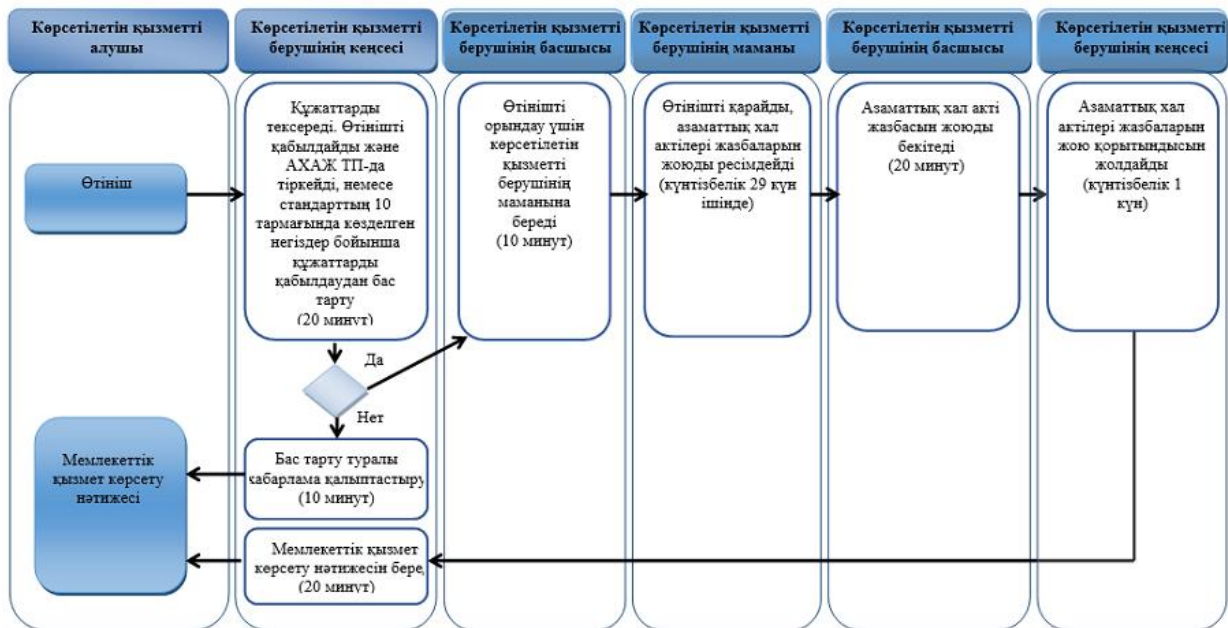 Көрсетілетін қызметті
алушы
Көрсетілетін қызметті
берушінің кеңсесі
Көрсетілетін қызметті
берушінің басшысы
Көрсетілетін қызметті
берушінің маманы
Көрсетілетін қызметті
берушінің басшысы
Көрсетілетін қызметті
берушінің кеңсесі
Өтініш
Құжаттарды
тексереді. Өтінішті
қабылдайды және
АХАЖ ТП-да
тіркейді, немесе
стандарттың 10
тармағында көзделген
негіздер бойынша
құжаттарды
қабылдаудан бас
тарту
(20 минут)
Өтінішті
орындау үшін
көрсетілетін
қызметті
берушінің
маманына
береді
(10 минут)
Өтінішті қарайды,
азаматтық хал
актілері жазбаларын
жоюды ресімдейді
(күнтізбелік 29 күн
ішінде)
Азаматтық хал акті
жазбасын жоюды
бекітеді
(20 минут)
Азаматтық хал
актілері жазбаларын
жою қорытындысын
жолдайды
(күнтізбелік 1
күн)
Да
Нет
Мемлекеттік
қызмет көрсету
нәтижесі
Бас тарту туралы
хабарлама қалыптастыру
(10 минут)
Мемлекеттік қызмет
көрсету нәтижесін бере
(20 минут)